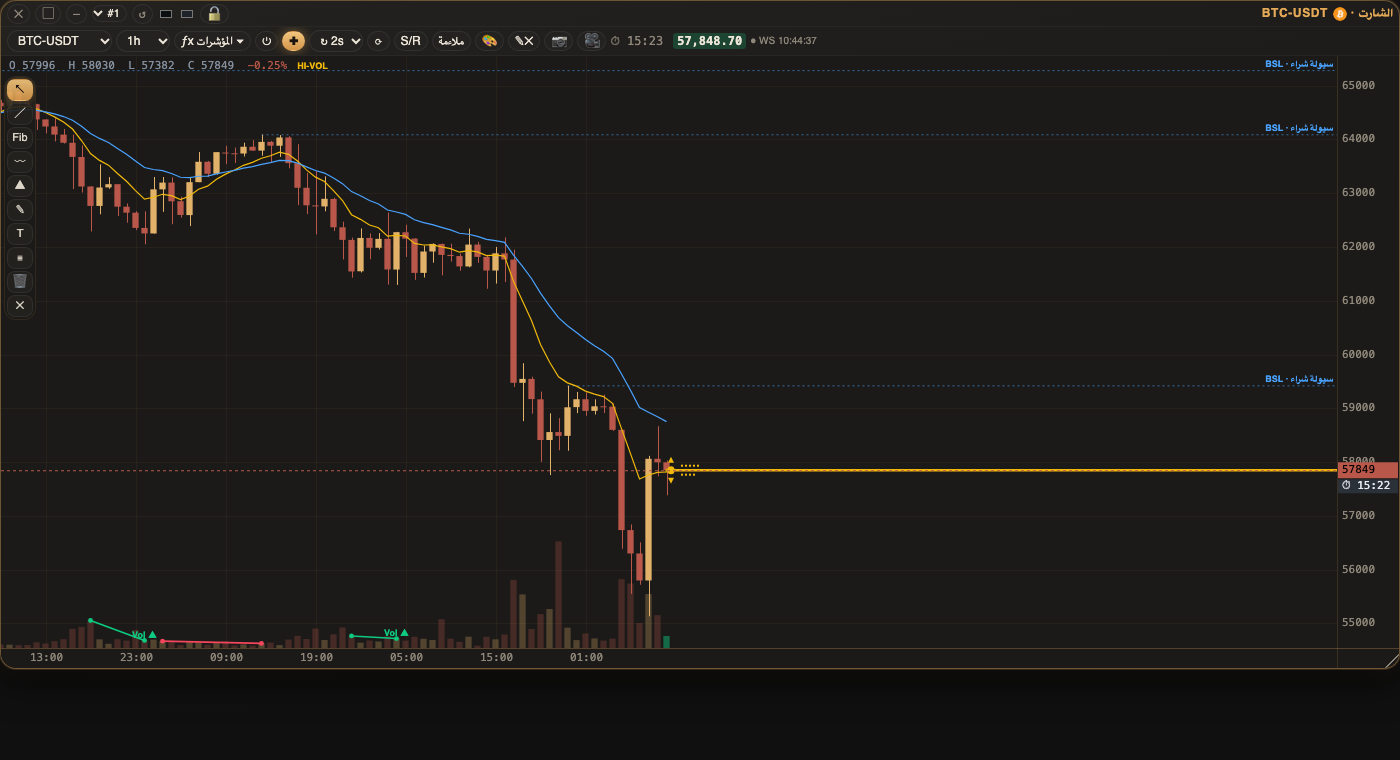 #1 الشارت · BTC-USDT
BTC-USDT 1h ƒx المؤشرات ↻ 2s S/R ملاءمة 15:23 57,848.70 WS 10:44:37
O 57996 H 58030 L 57382 C 57849 −0.25% HI-VOL
BSL · سيولة شراء
65000
BSL · سيولة شراء
64000
Fib
63000
T
62000
61000
60000
BSL · سيولة شراء
59000
58000
57849
15:22
57000
56000
55000
Vol ▲
Vol ▲
13:00 23:00 09:00 19:00 05:00 15:00 01:00